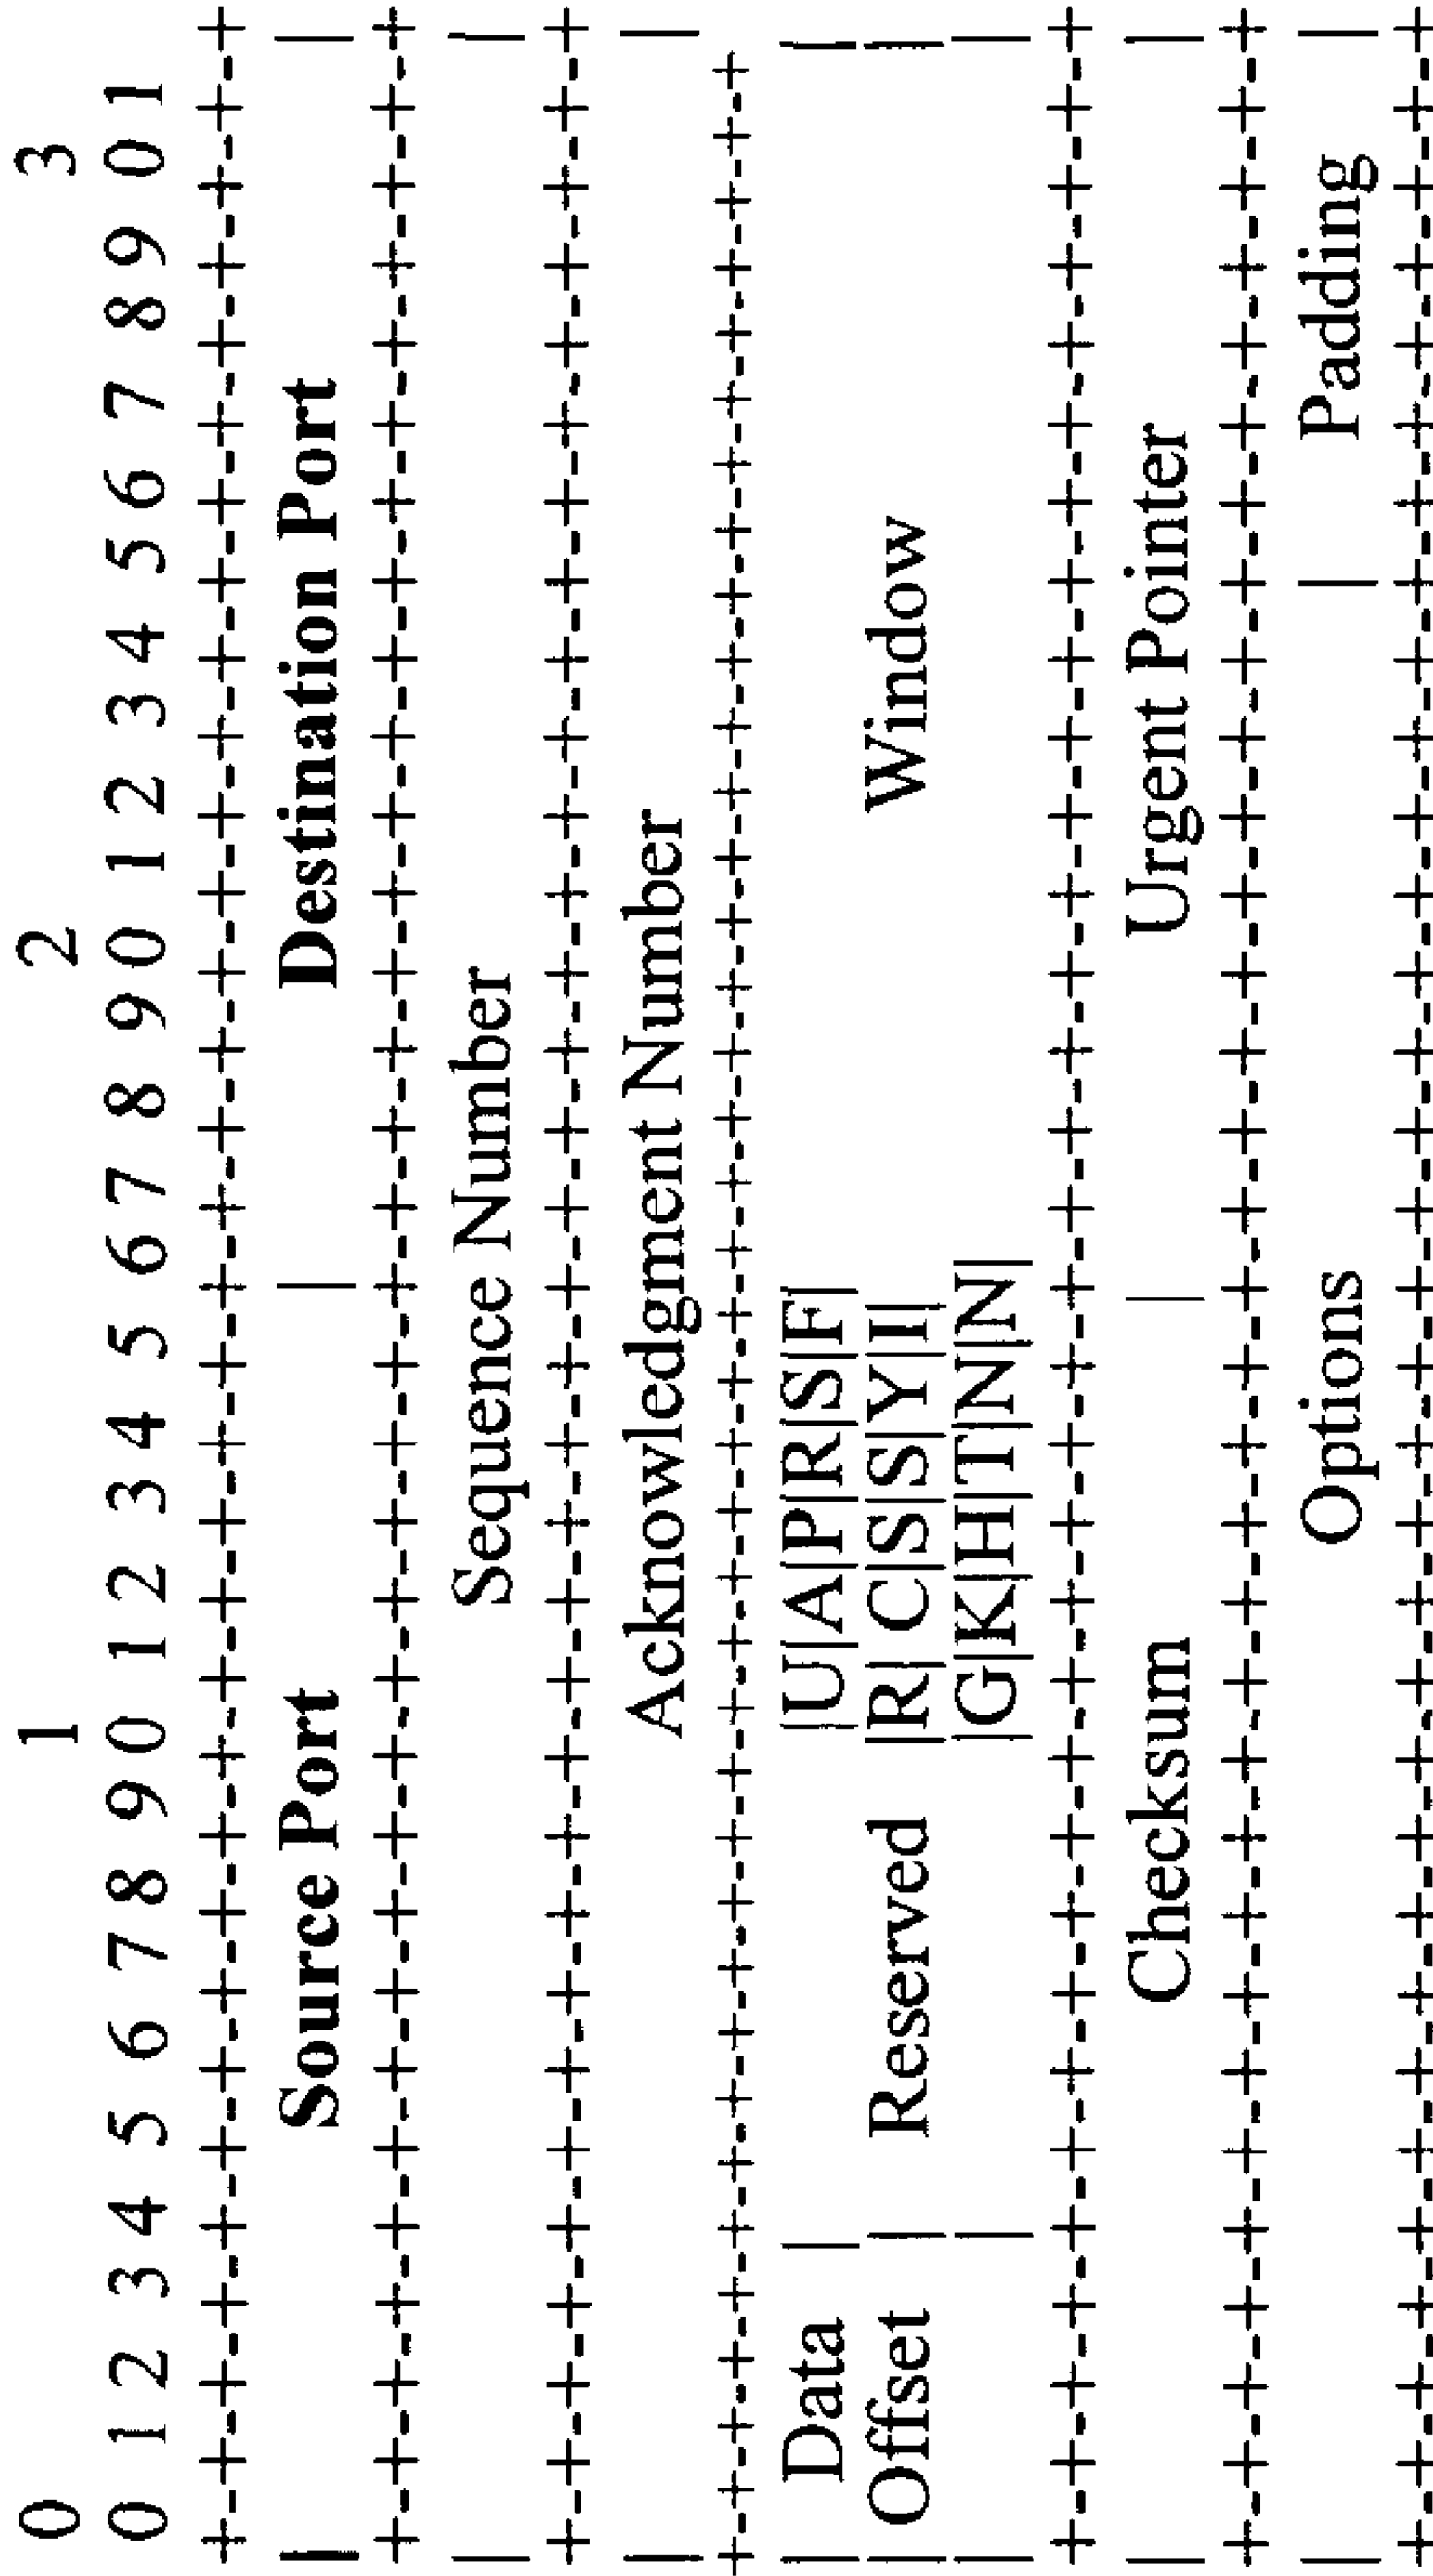 0 1 2 3
0 1 2 3 4 5 6 7 8 9 0 1 2 3 4 5 6 7 8 9 0 1 2 3 4 5 6 7 8 9 0 1
+-+-+-+-+-+-+-+-+-+-+-+-+-+-+-+-+-+-+-+-+-+-+-+-+-+-+-+-+-+-+-+-+
| Source Port | Destination Port |
+-+-+-+-+-+-+-+-+-+-+-+-+-+-+-+-+-+-+-+-+-+-+-+-+-+-+-+-+-+-+-+-+
| Sequence Number |
+-+-+-+-+-+-+-+-+-+-+-+-+-+-+-+-+-+-+-+-+-+-+-+-+-+-+-+-+-+-+-+-+
| Acknowledgment Number |
+-+-+-+-+-+-+-+-+-+-+-+-+-+-+-+-+-+-+-+-+-+-+-+-+-+-+-+-+-+-+-+-+-+-+-+-+-+-+
| Data | |U|A|P|R|S|F| |
| Offset | Reserved |R| C|S|S|Y|I| Window |
| | |G|K|H|T|N|N| |
+-+-+-+-+-+-+-+-+-+-+-+-+-+-+-+-+-+-+-+-+-+-+-+-+-+-+-+-+-+-+-+-+
| Checksum | Urgent Pointer |
+-+-+-+-+-+-+-+-+-+-+-+-+-+-+-+-+-+-+-+-+-+-+-+-+-+-+-+-+-+-+-+-+
| Options | Padding |
+-+-+-+-+-+-+-+-+-+-+-+-+-+-+-+-+-+-+-+-+-+-+-+-+-+-+-+-+-+-+-+-+